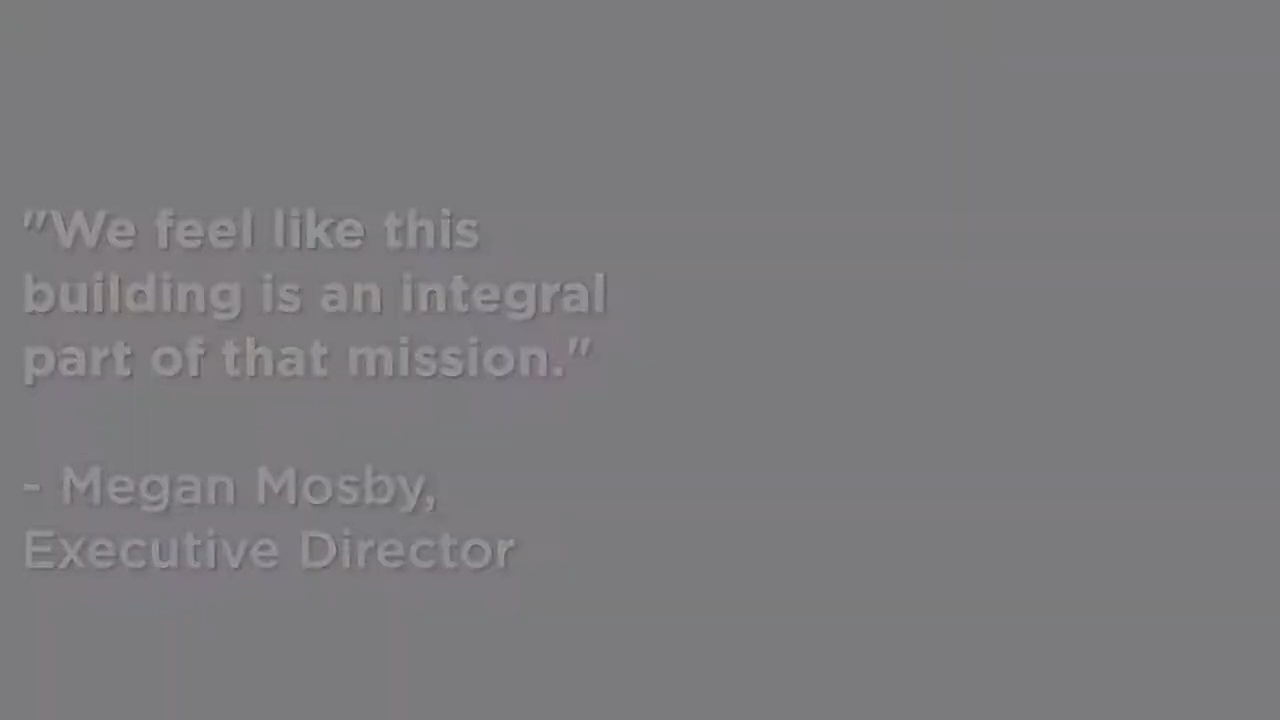 "We feel like this
building is an integral
part of that mission."
- Megan Mosby,
Executive Director